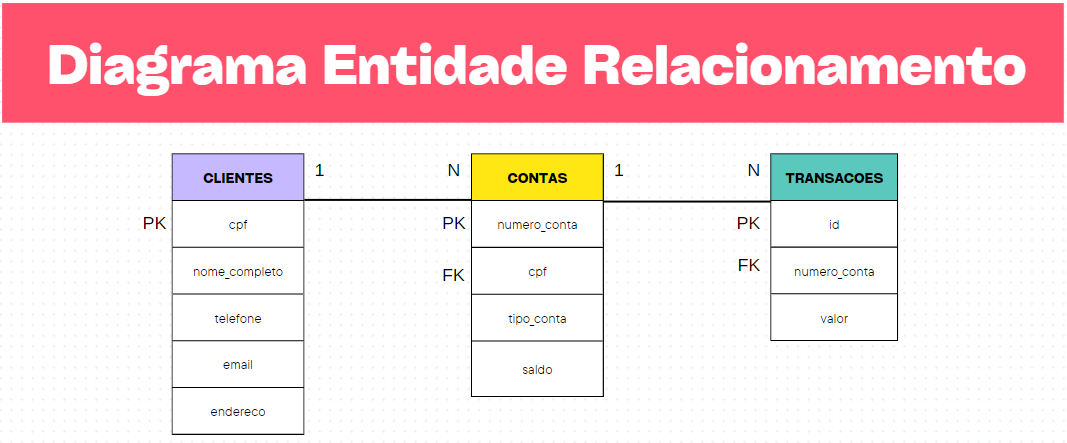 Diagrama Entidade Relacionamento
CLIENTES
1
N
CONTAS
1
N
TRANSACOES
PK
cpf
PK
numero_conta
PK
id
nome_completo
FK
cpf
FK
numero_conta
telefone
tipo_conta
valor
email
saldo
endereco